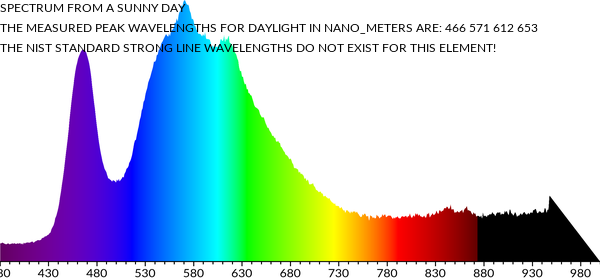 SPECTRUM FROM A SUNNY DAY
THE MEASURED PEAK WAVELENGTHS FOR DAYLIGHT IN NANO_METERS ARE: 466 571 612 653
THE NIST STANDARD STRONG LINE WAVELENGTHS DO NOT EXIST FOR THIS ELEMENT!
80 430 480 530 580 630 680 730 780 830 880 930 980